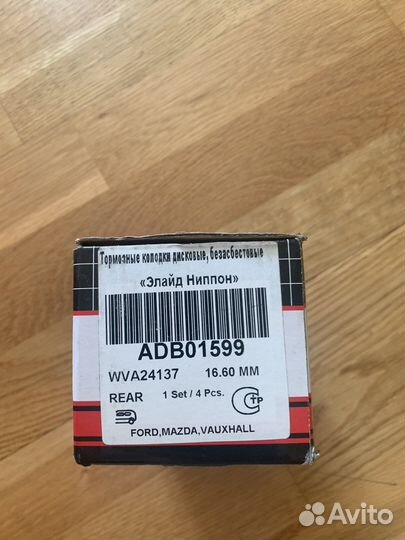 Тормозные колодки дисковые, безасбестовые
«Элайд Ниппон»
ADB01599
WVA24137 16.60 MM
REAR 1 Set / 4 Pcs.
СТР
FORD,MAZDA,VAUXHALL
Avito